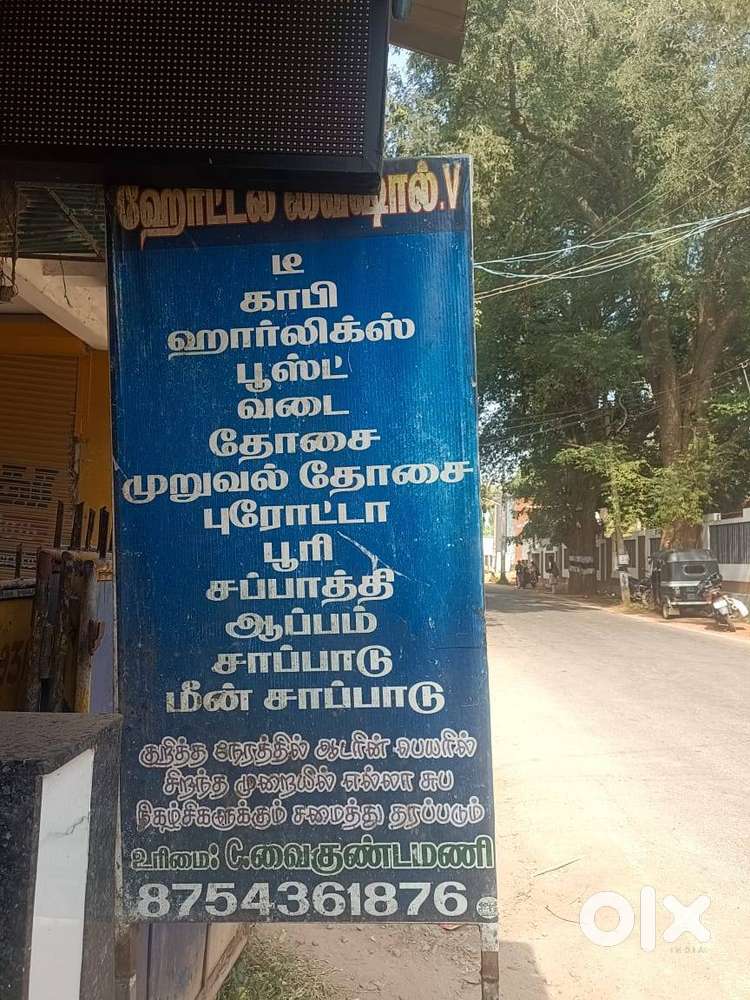 ஹோட்டல் வைஷால்.V
டீ
காபி
ஹார்லிக்ஸ்
பூஸ்ட்
வடை
தோசை
முறுவல் தோசை
புரோட்டா
பூரி
சப்பாத்தி
ஆப்பம்
சாப்பாடு
மீன் சாப்பாடு
குறித்த நேரத்தில் ஆடரின் பெயரில்
சிறந்த முறையில் எல்லா சுப
நிகழ்சிகளுக்கும் சமைத்து தரப்படும்
உரிமை: C.வைகுண்டமணி
8754361876
olx
INDIA